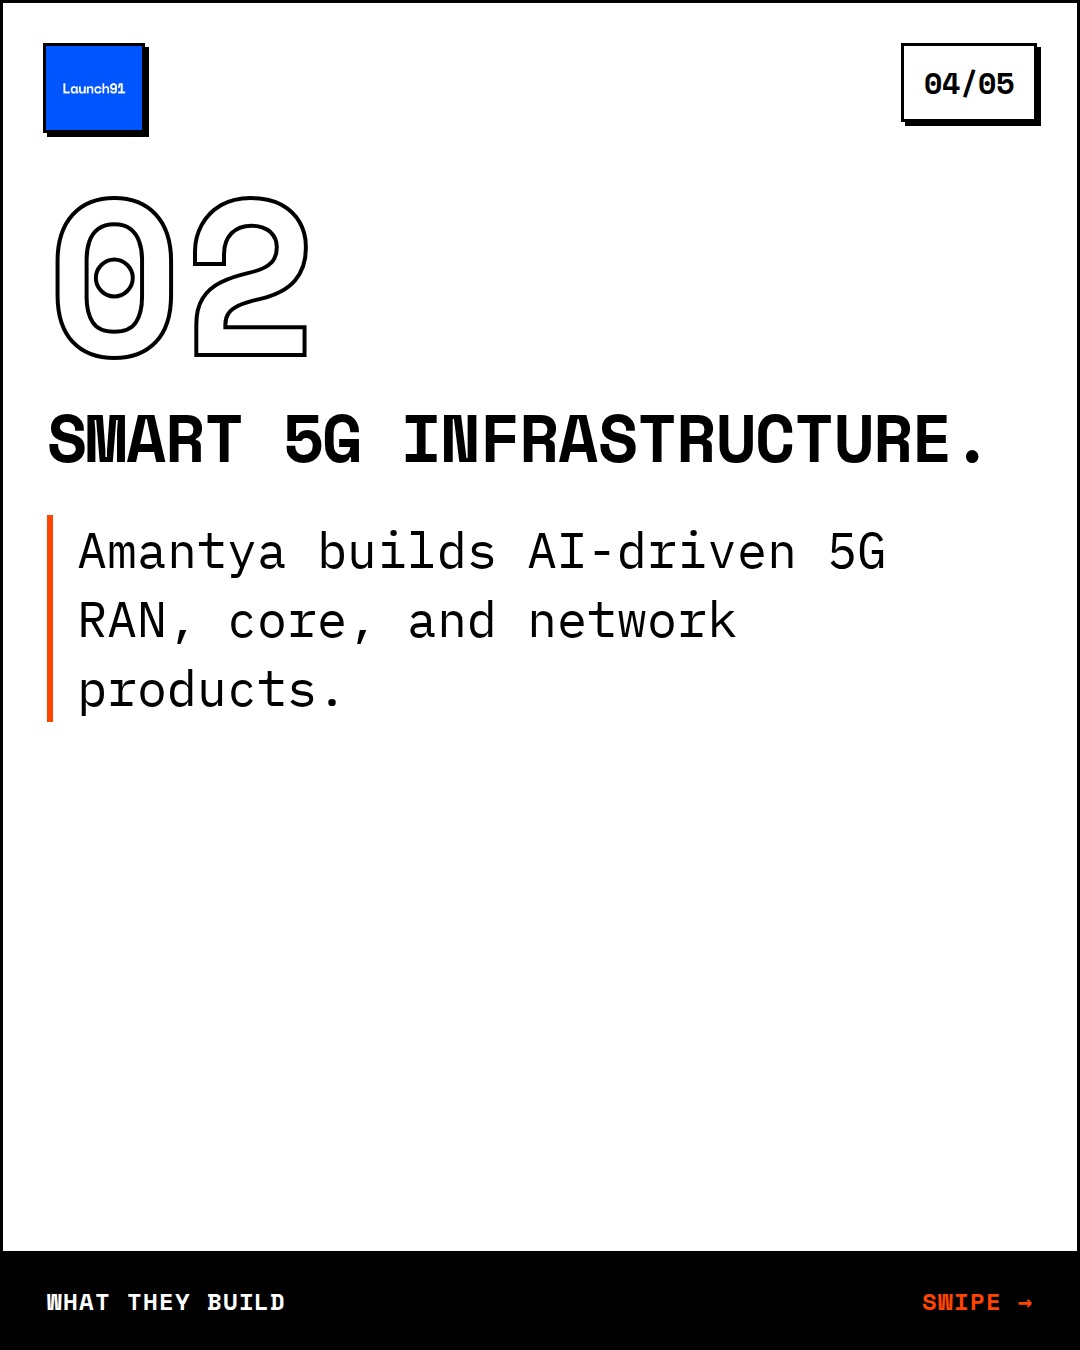 Launch91
04/05
02
SMART 5G INFRASTRUCTURE.
Amantya builds AI-driven 5G
RAN, core, and network
products.
WHAT THEY BUILD
SWIPE →